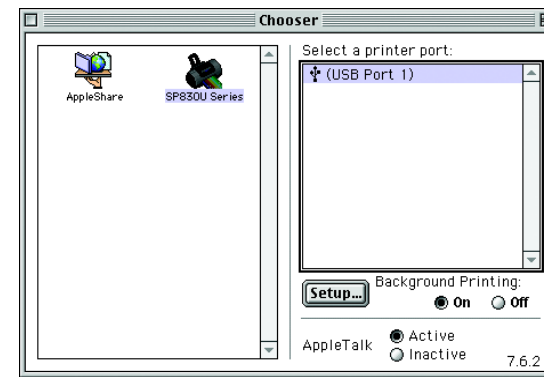 Chooser
AppleShare
SP830U Series
Select a printer port:
(USB Port 1)
Setup...
Background Printing:
On Off
AppleTalk
Active
Inactive
7.6.2